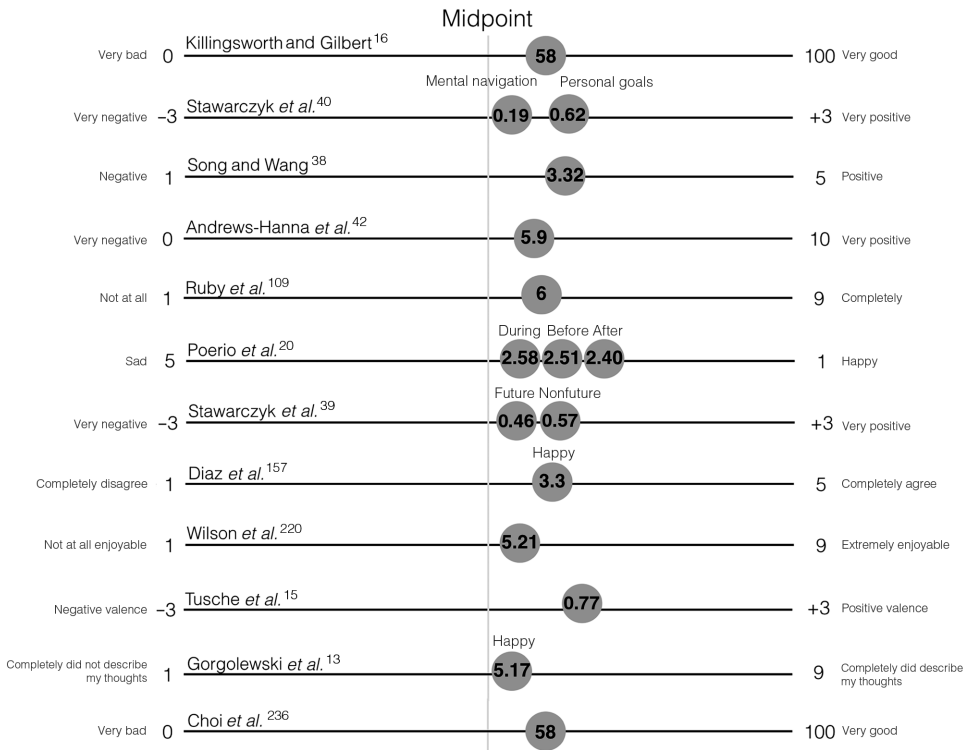 Midpoint
Killingsworth and Gilbert16
Very bad 0 58 100 Very good
Mental navigation Personal goals
Stawarczyk et al.40
Very negative –3 0.19 0.62 +3 Very positive
Song and Wang38
Negative 1 3.32 5 Positive
Andrews-Hanna et al.42
Very negative 0 5.9 10 Very positive
Ruby et al.109
Not at all 1 6 9 Completely
During Before After
Poerio et al.20
Sad 5 2.58 2.51 2.40 1 Happy
Future Nonfuture
Stawarczyk et al.39
Very negative –3 0.46 0.57 +3 Very positive
Happy
Diaz et al.157
Completely disagree 1 3.3 5 Completely agree
Wilson et al.220
Not at all enjoyable 1 5.21 9 Extremely enjoyable
Tusche et al.15
Negative valence –3 0.77 +3 Positive valence
Happy
Gorgolewski et al.13
Completely did not describe
my thoughts 1 5.17 9 Completely did describe
my thoughts
Choi et al. 236
Very bad 0 58 100 Very good